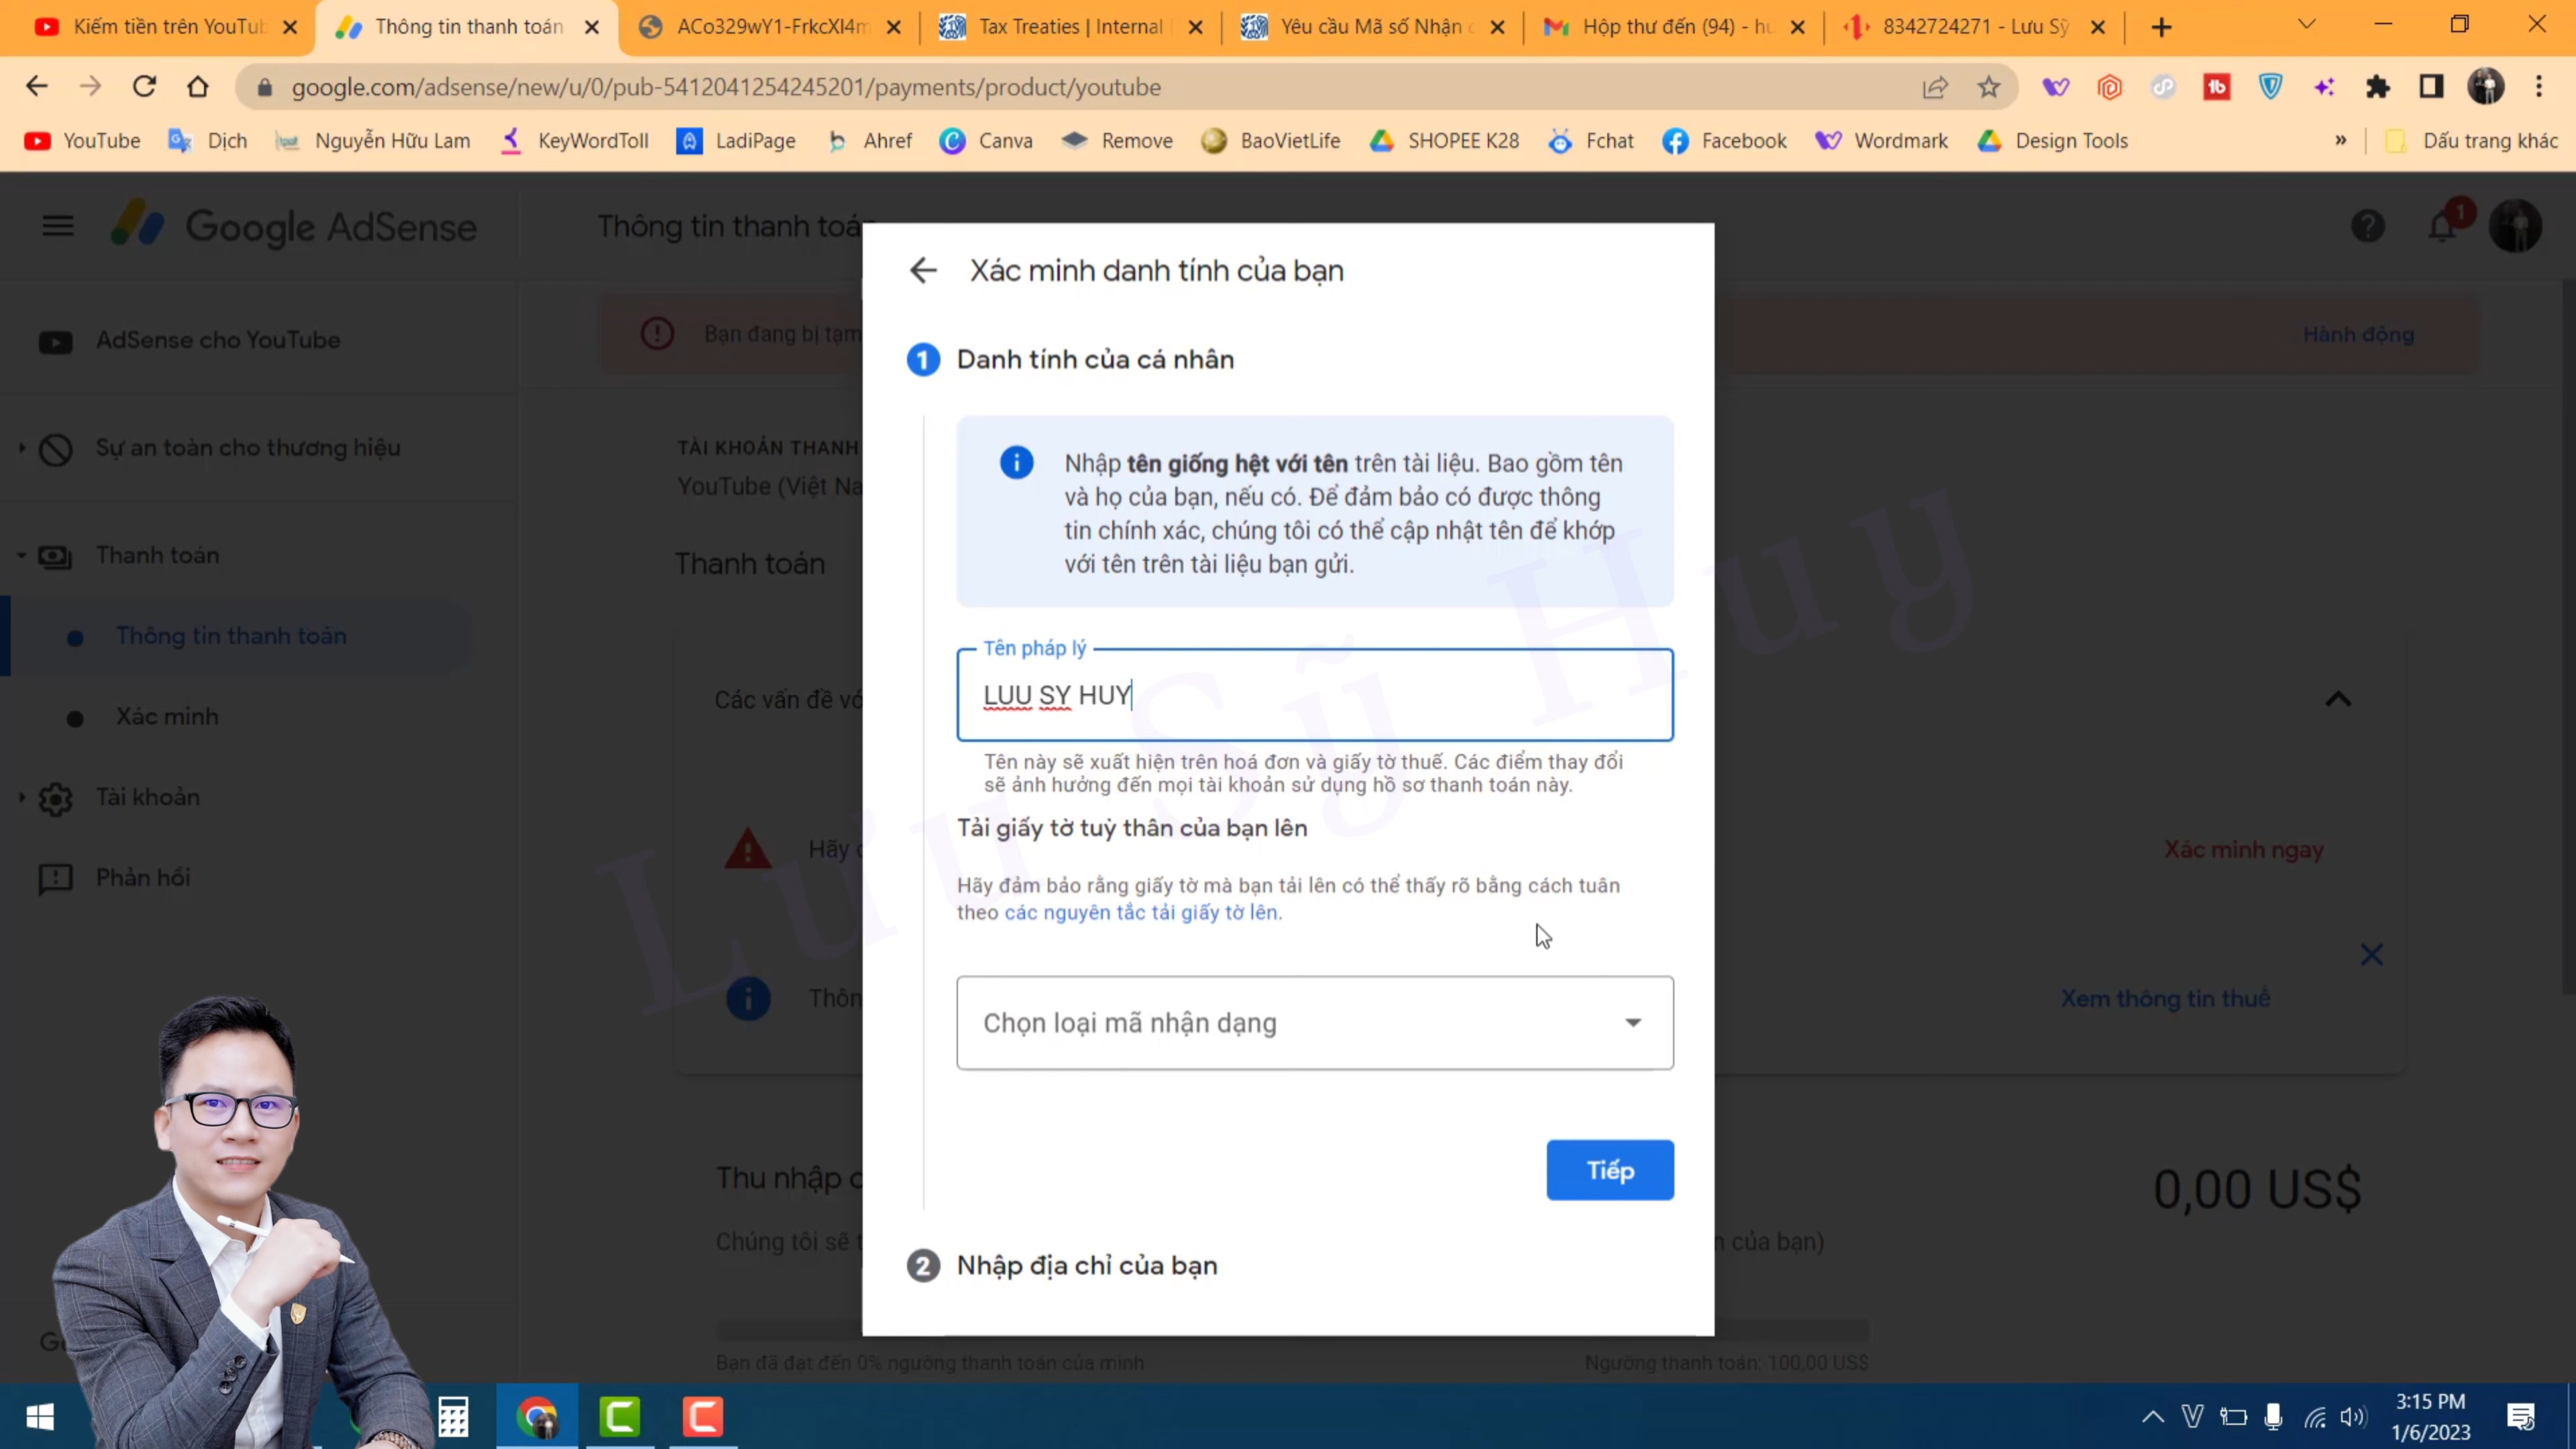 Kiếm tiền trên YouTub
Thông tin thanh toán
ACo329wY1-FrkcXI4m
Tax Treaties | Internal
Yêu cầu Mã số Nhận d
Hộp thư đến (94) - hu
8342724271 - Lưu Sỹ
google.com/adsense/new/u/0/pub-5412041254245201/payments/product/youtube
YouTube
Dịch
Nguyễn Hữu Lam
KeyWordToll
LadiPage
Ahref
Canva
Remove
BaoVietLife
SHOPEE K28
Fchat
Facebook
Wordmark
Design Tools
»
Dấu trang khác
Google AdSense
Thông tin thanh toá
1
AdSense cho YouTube
Sự an toàn cho thương hiệu
Thanh toán
Thông tin thanh toán
Xác minh
Tài khoản
Phản hồi
Bạn đang bị tạm
Hành động
TÀI KHOẢN THANH
YouTube (Việt Na
Thanh toán
Các vấn đề vớ
Hãy
Xác minh ngay
Thôn
Xem thông tin thuế
Thu nhập c
0,00 US$
Chúng tôi sẽ t
của bạn)
Bạn đã đạt đến 0% ngưỡng thanh toán của mình
Ngưỡng thanh toán: 100,00 US$
Xác minh danh tính của bạn
1 Danh tính của cá nhân
Nhập tên giống hệt với tên trên tài liệu. Bao gồm tên
và họ của bạn, nếu có. Để đảm bảo có được thông
tin chính xác, chúng tôi có thể cập nhật tên để khớp
với tên trên tài liệu bạn gửi.
Tên pháp lý
LUU SY HUY
Tên này sẽ xuất hiện trên hoá đơn và giấy tờ thuế. Các điểm thay đổi
sẽ ảnh hưởng đến mọi tài khoản sử dụng hồ sơ thanh toán này.
Tải giấy tờ tuỳ thân của bạn lên
Hãy đảm bảo rằng giấy tờ mà bạn tải lên có thể thấy rõ bằng cách tuân
theo các nguyên tắc tải giấy tờ lên.
Chọn loại mã nhận dạng
Tiếp
2 Nhập địa chỉ của bạn
Lưu Sỹ Huy
3:15 PM
1/6/2023